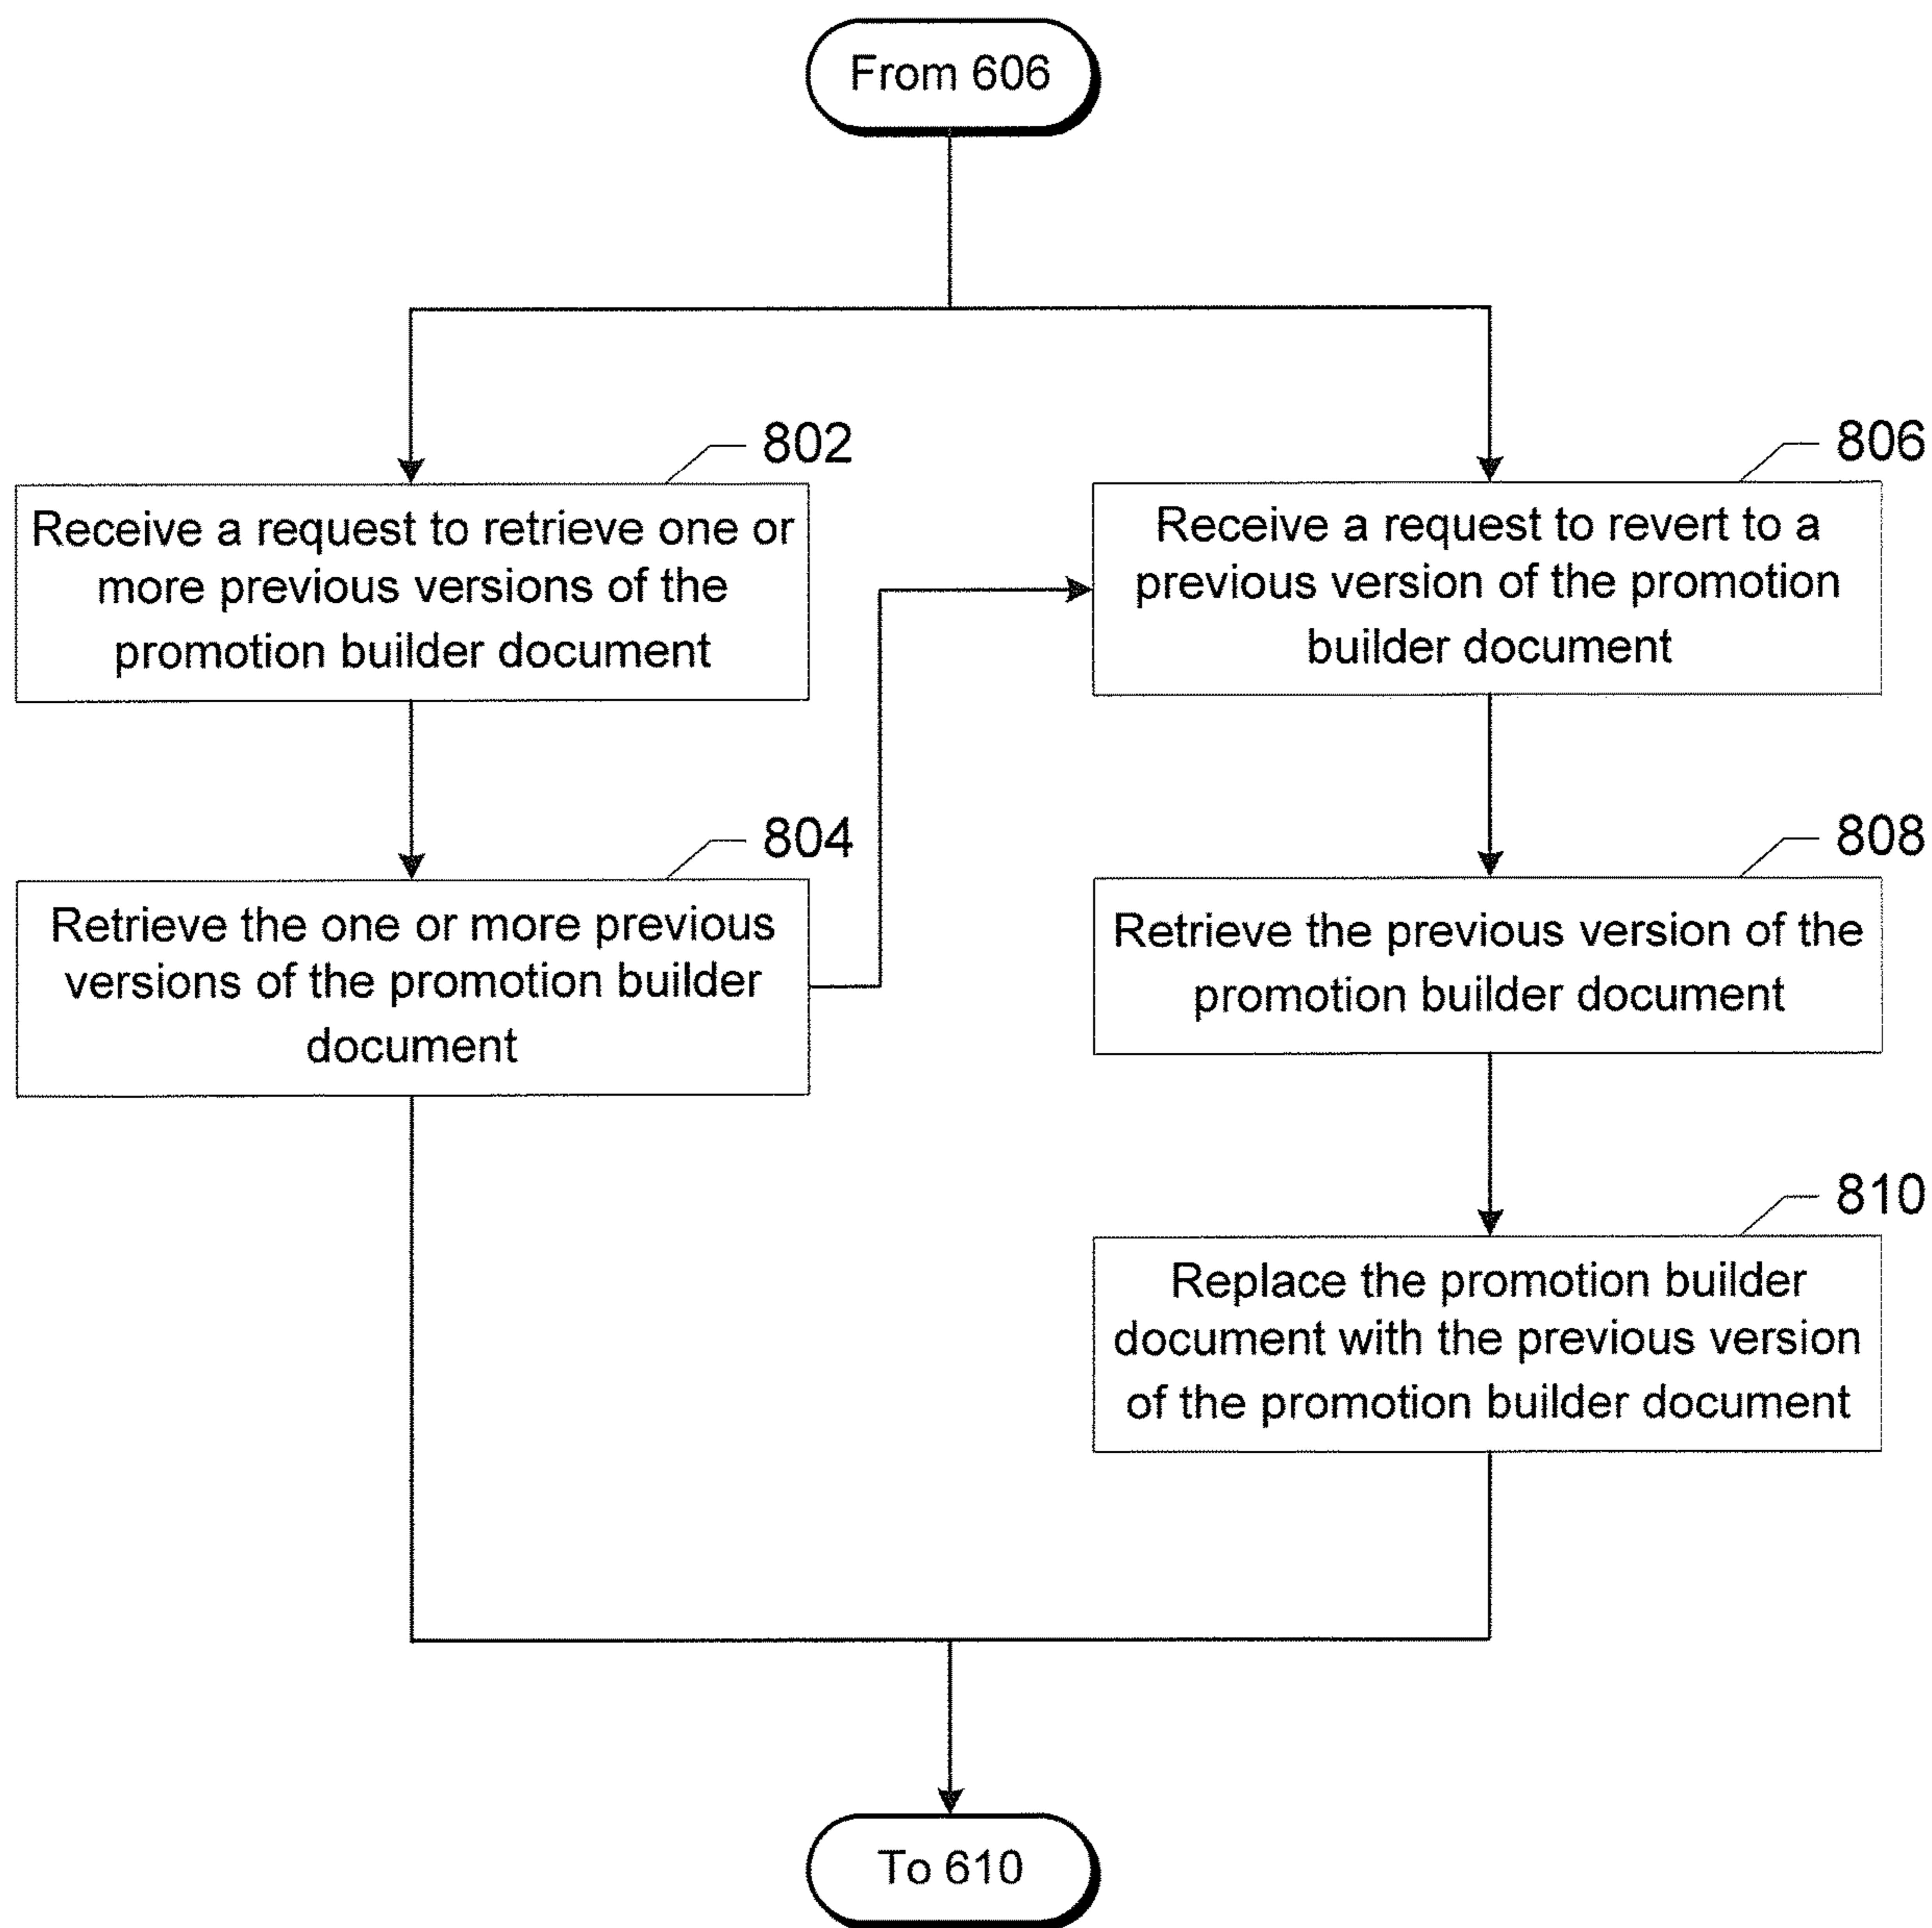 From 606
802
Receive a request to retrieve one or
more previous versions of the
promotion builder document
804
Retrieve the one or more previous
versions of the promotion builder
document
806
Receive a request to revert to a
previous version of the promotion
builder document
808
Retrieve the previous version of the
promotion builder document
810
Replace the promotion builder
document with the previous version
of the promotion builder document
To 610